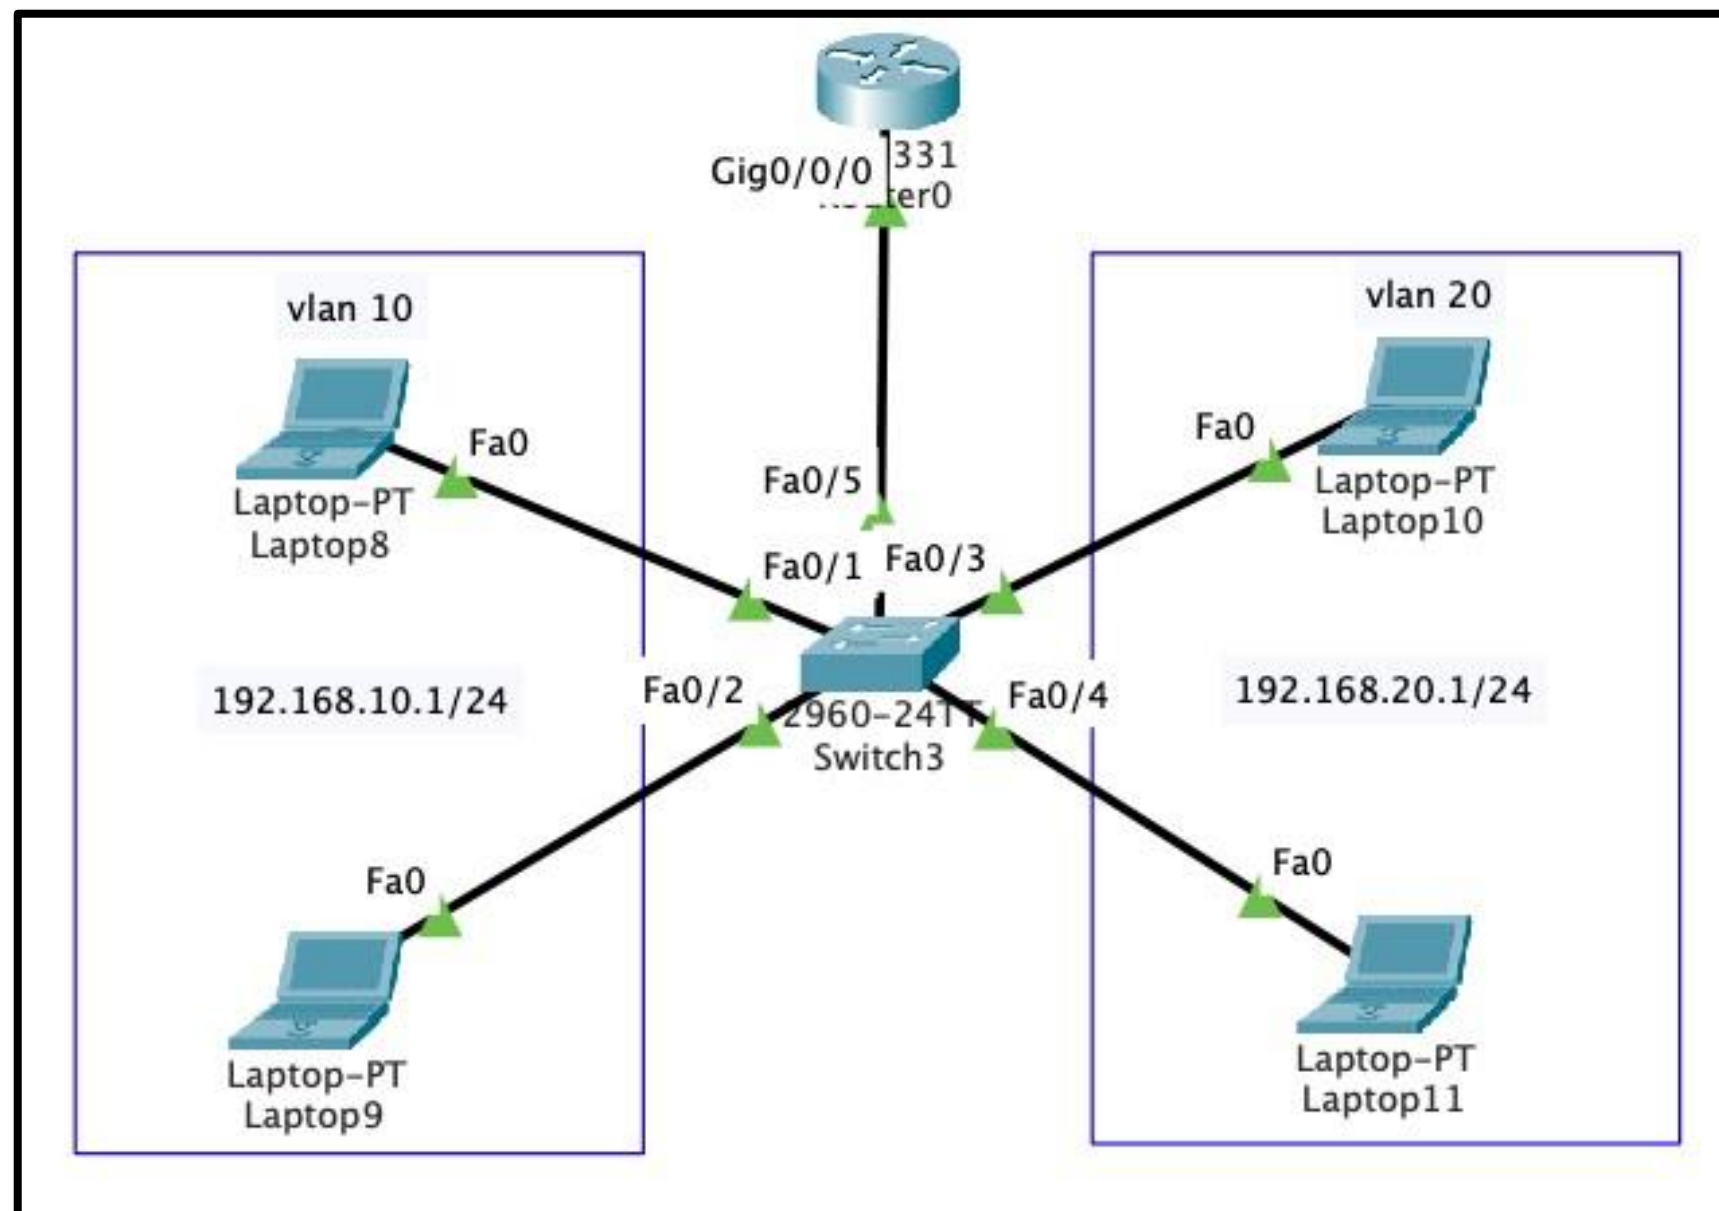 331
Gig0/0/0
vlan 10
vlan 20
Fa0
Fa0
Laptop-PT
Laptop8
Fa0/5
Laptop-PT
Laptop10
Fa0/1
Fa0/3
192.168.10.1/24
Fa0/2
Fa0/4
192.168.20.1/24
2960-24TT
Switch3
Fa0
Fa0
Laptop-PT
Laptop9
Laptop-PT
Laptop11